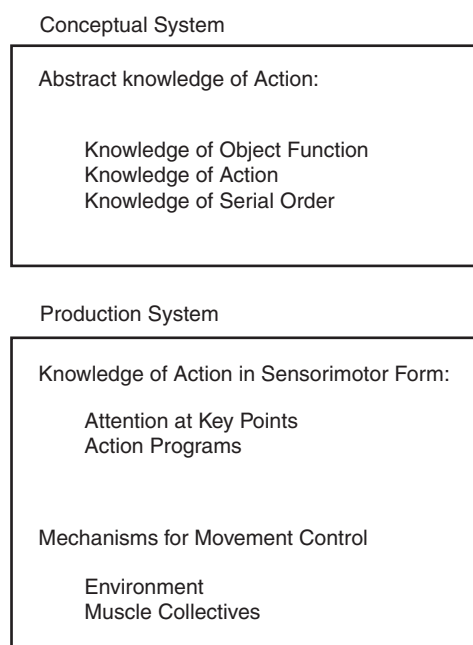 Conceptual System
Abstract knowledge of Action:
Knowledge of Object Function
Knowledge of Action
Knowledge of Serial Order
Production System
Knowledge of Action in Sensorimotor Form:
Attention at Key Points
Action Programs
Mechanisms for Movement Control
Environment
Muscle Collectives